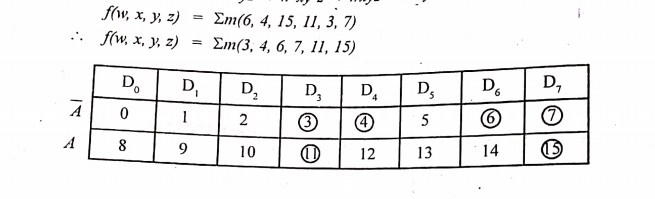 f(w, x, y, z) = Σm(6, 4, 15, 11, 3, 7)
∴ f(w, x, y, z) = Σm(3, 4, 6, 7, 11, 15)
D₀ D₁ D₂ D₃ D₄ D₅ D₆ D₇
A̅ 0 1 2 ③ ④ 5 ⑥ ⑦
A 8 9 10 ⑪ 12 13 14 ⑮